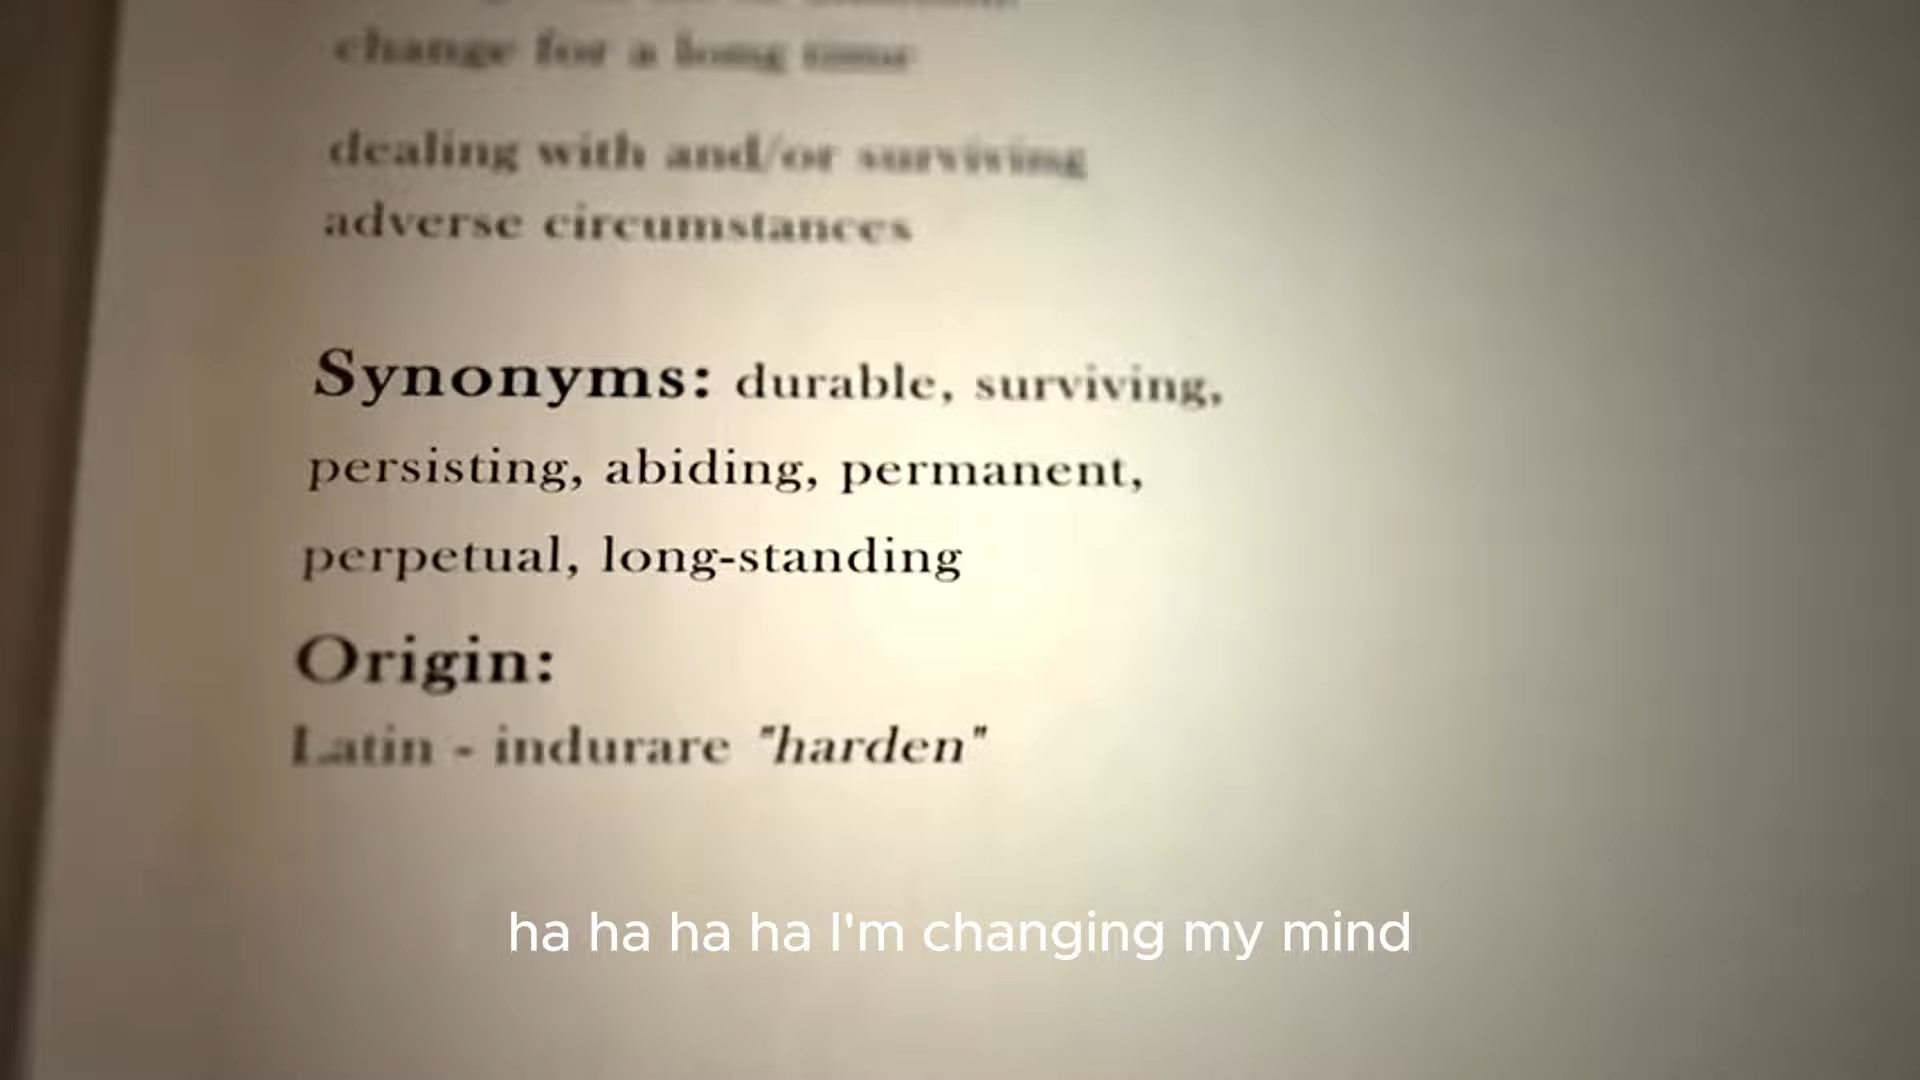 change for a long time
dealing with and/or surviving
adverse circumstances
Synonyms: durable, surviving,
persisting, abiding, permanent,
perpetual, long-standing
Origin:
Latin - indurare "harden"
ha ha ha ha I'm changing my mind